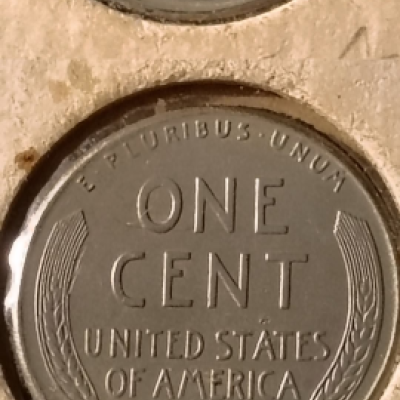 E·PLURIBUS·UNUM
ONE
CENT
UNITED STATES
OF AMERICA